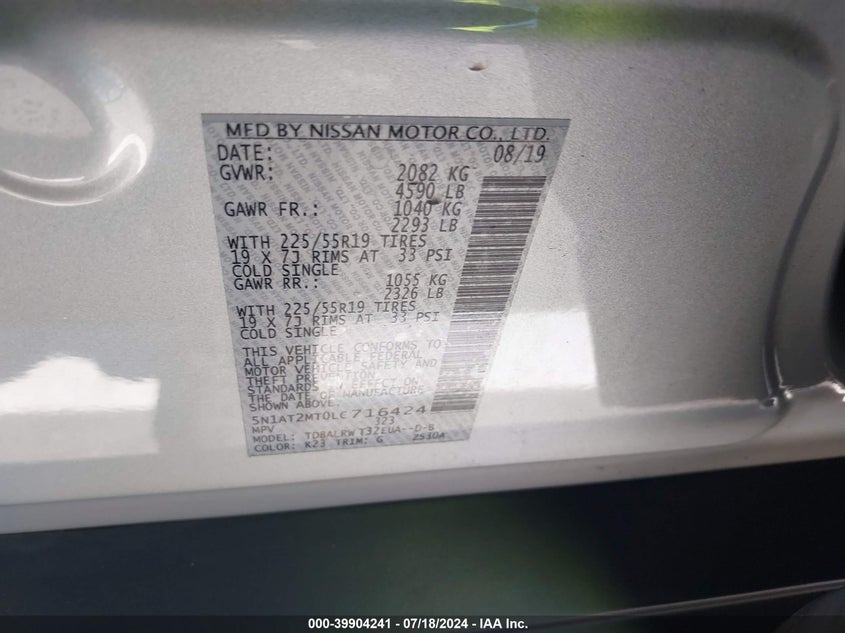 MFD BY NISSAN MOTOR CO., LTD.
DATE: 08/19
GVWR: 2082 KG
4590 LB
GAWR FR.: 1040 KG
2293 LB
WITH 225/55R19 TIRES
19 X 7J RIMS AT 33 PSI
COLD SINGLE
GAWR RR.: 1055 KG
2326 LB
WITH 225/55R19 TIRES
19 X 7J RIMS AT 33 PSI
COLD SINGLE
THIS VEHICLE CONFORMS TO
ALL APPLICABLE FEDERAL
MOTOR VEHICLE SAFETY AND
THEFT PREVENTION
STANDARDS IN EFFECT ON
THE DATE OF MANUFACTURE
SHOWN ABOVE.
5N1AT2MT0LC716424
MPV 323
MODEL: TDBALRW T32EUA--D-B
COLOR: K23 TRIM: G 2530A
000-39904241 - 07/18/2024 - IAA Inc.